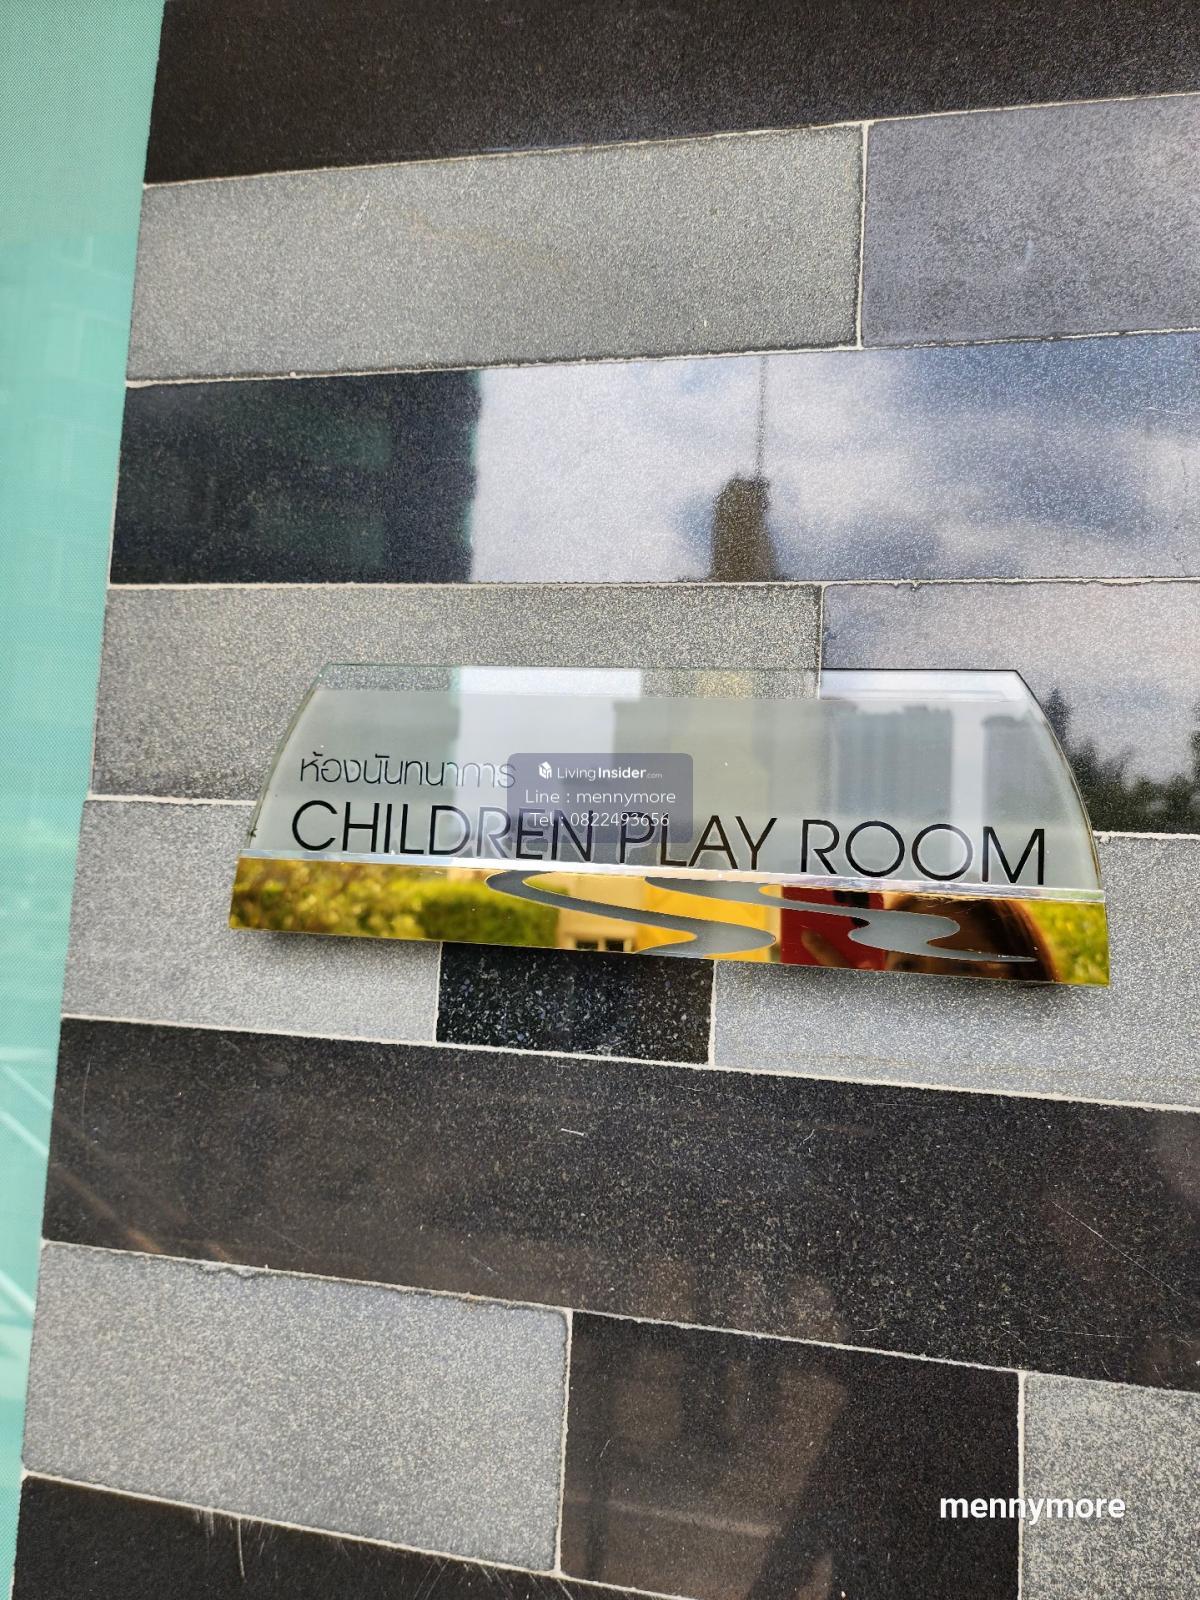 ห้องนันทนาการ
CHILDREN PLAY ROOM
LivingInsider.com
Line : mennymore
Tel : 0822493656
mennymore